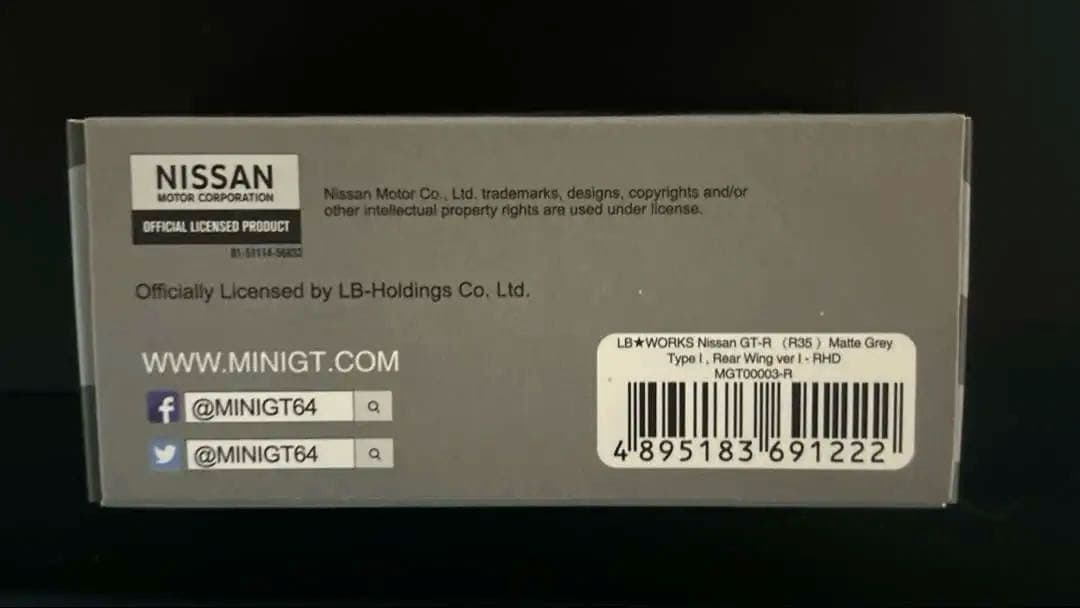 NISSAN
MOTOR CORPORATION
OFFICIAL LICENSED PRODUCT
Nissan Motor Co., Ltd. trademarks, designs, copyrights and/or
other intellectual property rights are used under license.
Officially Licensed by LB-Holdings Co, Ltd.
WWW.MINIGT.COM
@MINIGT64
@MINIGT64
LB★WORKS Nissan GT-R （R35 ）Matte Grey
Type I , Rear Wing ver I - RHD
MGT00003-R
4 895183 691222